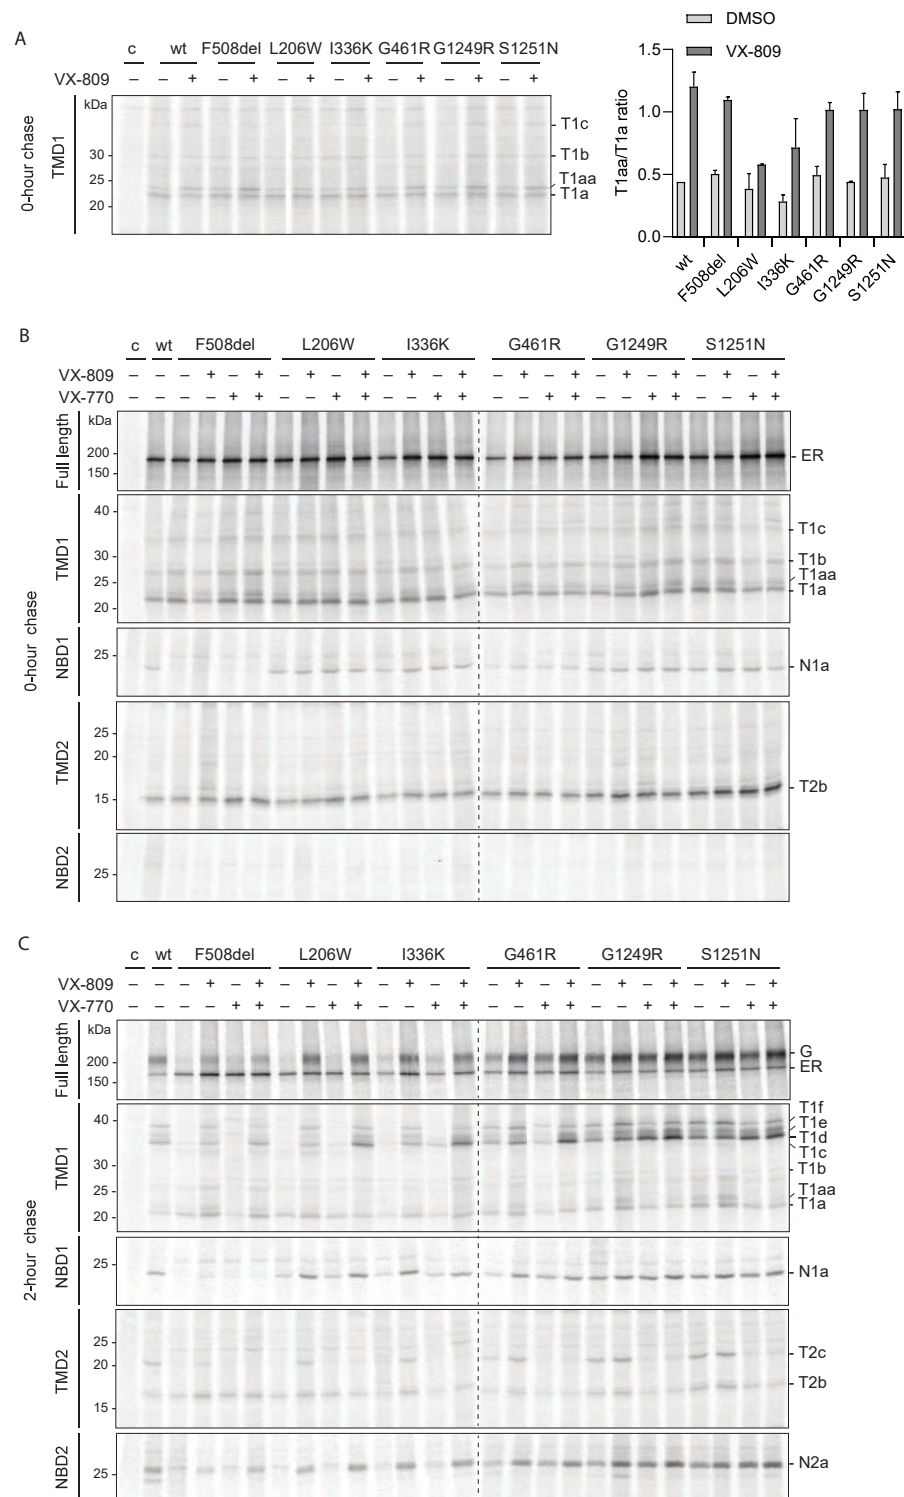 A
c wt F508del L206W I336K G461R G1249R S1251N
VX-809 – – + – + – + – + – + – + – +
kDa
30
25
20
0-hour chase
TMD1
T1c
T1b
T1aa
T1a
DMSO
VX-809
T1aa/T1a ratio
1.5
1.0
0.5
0.0
wt
F508del
L206W
I336K
G461R
G1249R
S1251N
B
c wt F508del L206W I336K G461R G1249R S1251N
VX-809 – – – + – + – + – + – + – + – + – + – + – + – + – +
VX-770 – – – – + + – – + + – – + + – – + + – – + + – – + +
0-hour chase
Full length
kDa
200
150
ER
TMD1
40
30
25
20
T1c
T1b
T1aa
T1a
NBD1
25
N1a
TMD2
25
20
15
T2b
NBD2
25
C
c wt F508del L206W I336K G461R G1249R S1251N
VX-809 – – – + – + – + – + – + – + – + – + – + – + – + – +
VX-770 – – – – + + – – + + – – + + – – + + – – + + – – + +
2-hour chase
Full length
kDa
200
150
G
ER
TMD1
40
30
25
20
T1f
T1e
T1d
T1c
T1b
T1aa
T1a
NBD1
25
N1a
TMD2
25
20
15
T2c
T2b
NBD2
25
N2a